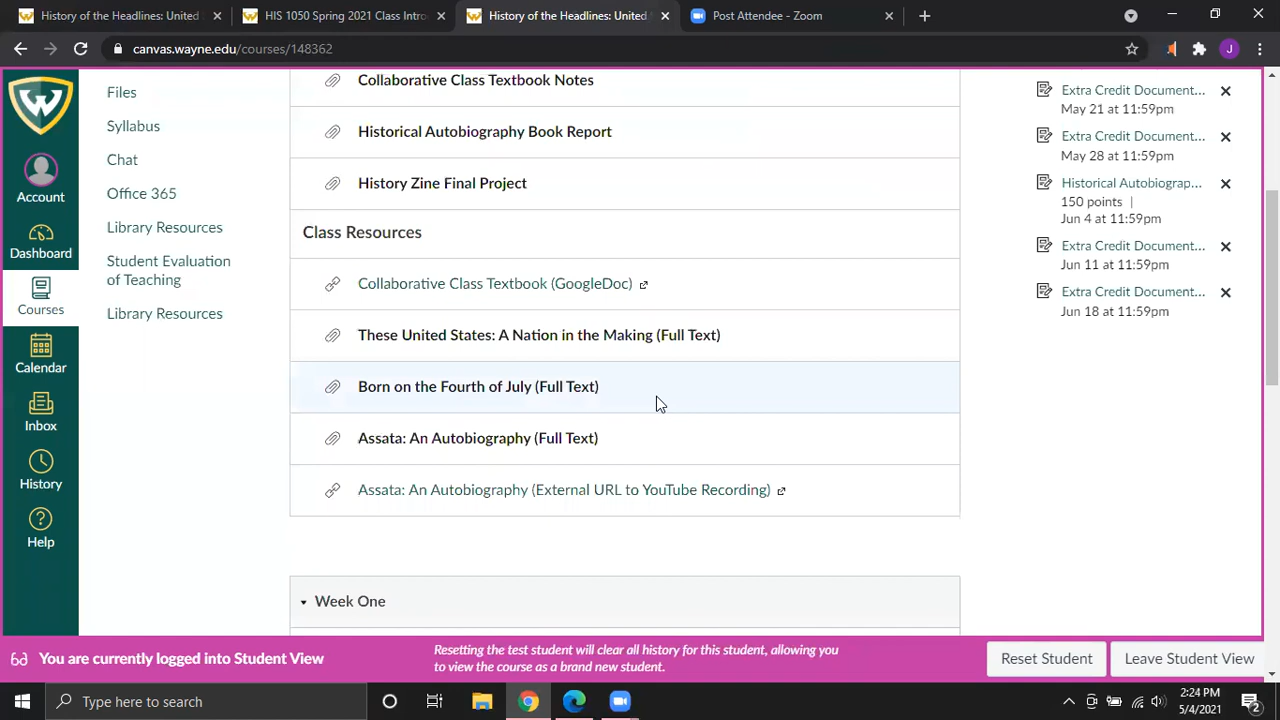 History of the Headlines: United
HIS 1050 Spring 2021 Class Intro
History of the Headlines: United
Post Attendee - Zoom
canvas.wayne.edu/courses/148362
J
W
Account
Dashboard
Courses
Calendar
Inbox
History
Help
Files
Syllabus
Chat
Office 365
Library Resources
Student Evaluation
of Teaching
Library Resources
Collaborative Class Textbook Notes
Historical Autobiography Book Report
History Zine Final Project
Class Resources
Collaborative Class Textbook (GoogleDoc)
These United States: A Nation in the Making (Full Text)
Born on the Fourth of July (Full Text)
Assata: An Autobiography (Full Text)
Assata: An Autobiography (External URL to YouTube Recording)
Week One
Extra Credit Document...
May 21 at 11:59pm
Extra Credit Document...
May 28 at 11:59pm
Historical Autobiograp...
150 points |
Jun 4 at 11:59pm
Extra Credit Document...
Jun 11 at 11:59pm
Extra Credit Document...
Jun 18 at 11:59pm
You are currently logged into Student View
Resetting the test student will clear all history for this student, allowing you
to view the course as a brand new student.
Reset Student
Leave Student View
Type here to search
2:24 PM
5/4/2021
2